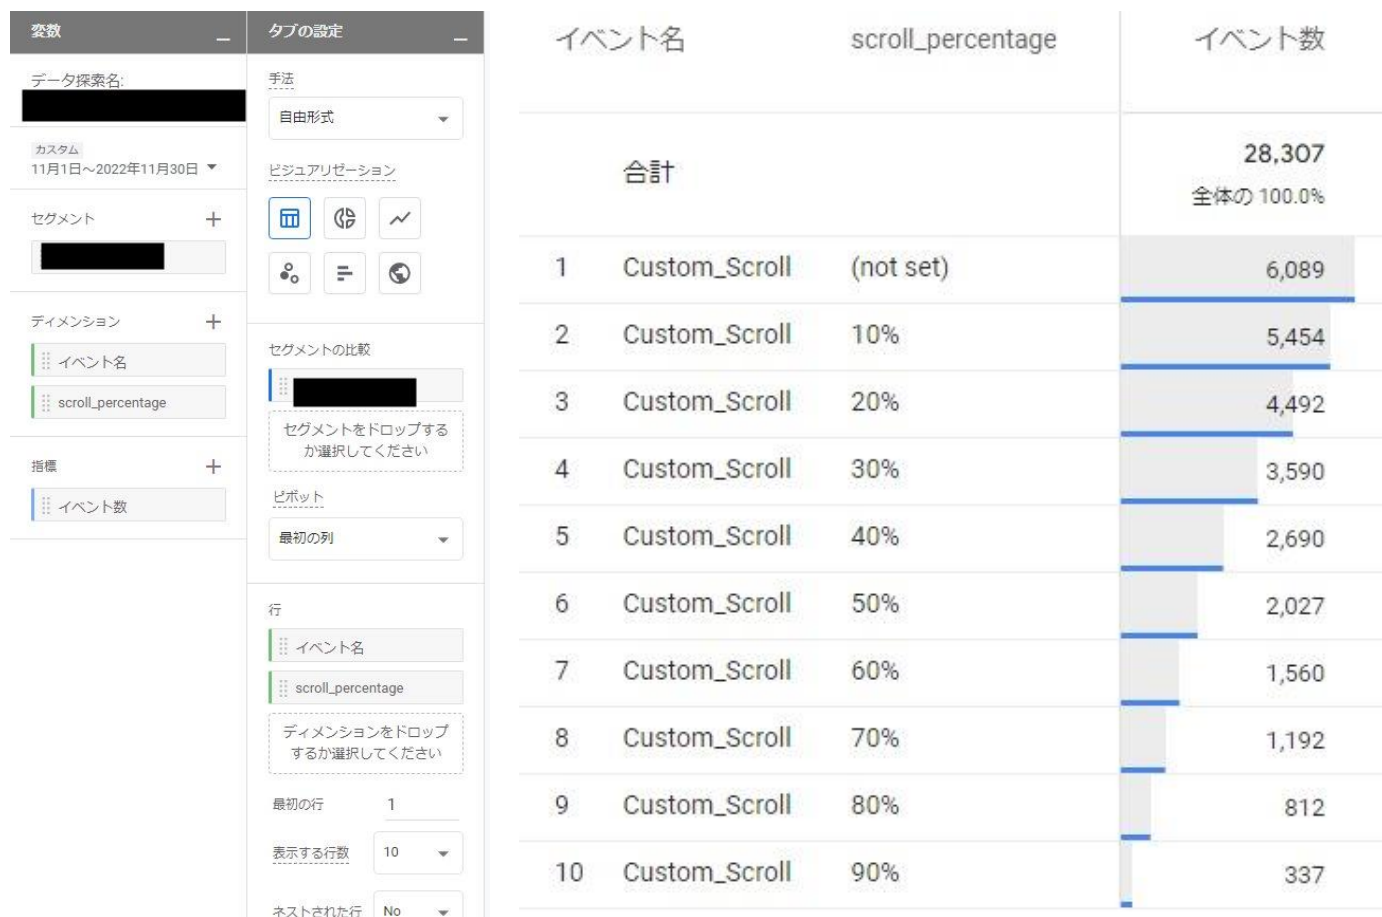 変数
データ探索名:
カスタム
11月1日～2022年11月30日
セグメント
ディメンション
イベント名
scroll_percentage
指標
イベント数
タブの設定
手法
自由形式
ビジュアリゼーション
セグメントの比較
セグメントをドロップする
か選択してください
ピボット
最初の列
行
イベント名
scroll_percentage
ディメンションをドロップ
するか選択してください
最初の行 1
表示する行数 10
ネストされた行 No
イベント名 scroll_percentage イベント数
合計 28,307
全体の 100.0%
1 Custom_Scroll (not set) 6,089
2 Custom_Scroll 10% 5,454
3 Custom_Scroll 20% 4,492
4 Custom_Scroll 30% 3,590
5 Custom_Scroll 40% 2,690
6 Custom_Scroll 50% 2,027
7 Custom_Scroll 60% 1,560
8 Custom_Scroll 70% 1,192
9 Custom_Scroll 80% 812
10 Custom_Scroll 90% 337